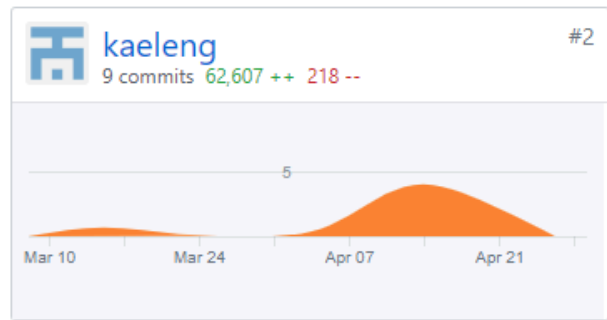 kaeleng
#2
9 commits 62,607 ++ 218 --
5
Mar 10 Mar 24 Apr 07 Apr 21